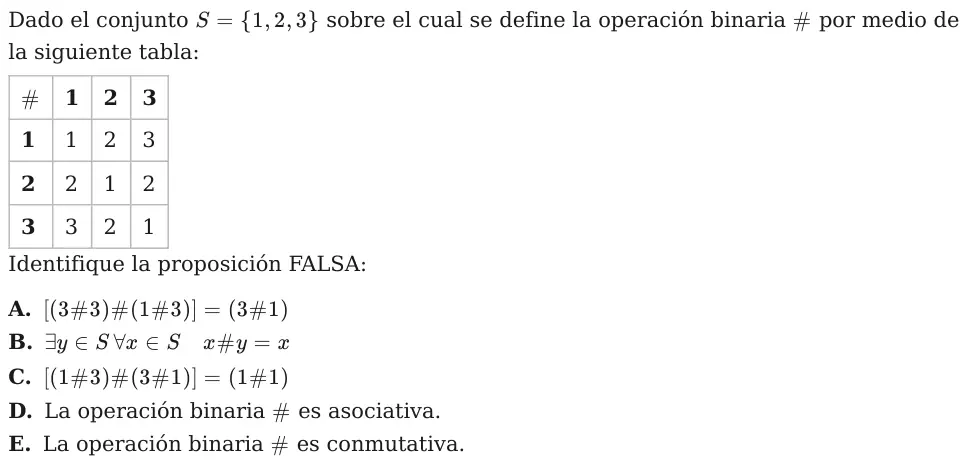 Dado el conjunto S = {1, 2, 3} sobre el cual se define la operación binaria # por medio de
la siguiente tabla:
# 1 2 3
1 1 2 3
2 2 1 2
3 3 2 1
Identifique la proposición FALSA:
A. [(3#3)#(1#3)] = (3#1)
B. ∃y ∈ S ∀x ∈ S x#y = x
C. [(1#3)#(3#1)] = (1#1)
D. La operación binaria # es asociativa.
E. La operación binaria # es conmutativa.